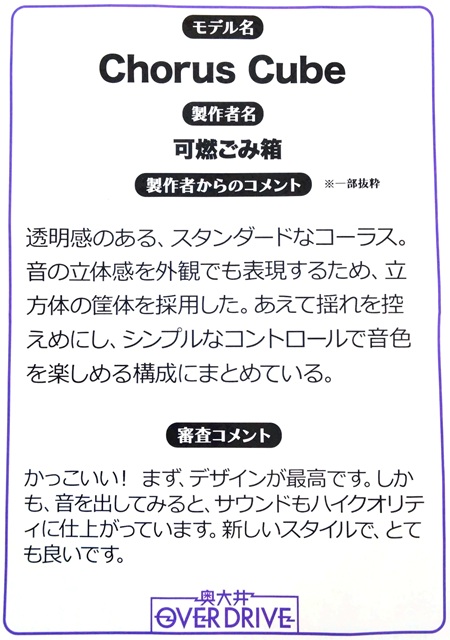 モデル名
Chorus Cube
製作者名
可燃ごみ箱
製作者からのコメント ※一部抜粋
透明感のある、スタンダードなコーラス。
音の立体感を外観でも表現するため、立
方体の筐体を採用した。あえて揺れを控
えめにし、シンプルなコントロールで音色
を楽しめる構成にまとめている。
審査コメント
かっこいい! まず、デザインが最高です。しか
も、音を出してみると、サウンドもハイクオリテ
ィに仕上がっています。新しいスタイルで、とて
も良いです。
奥大井
OVER DRIVE